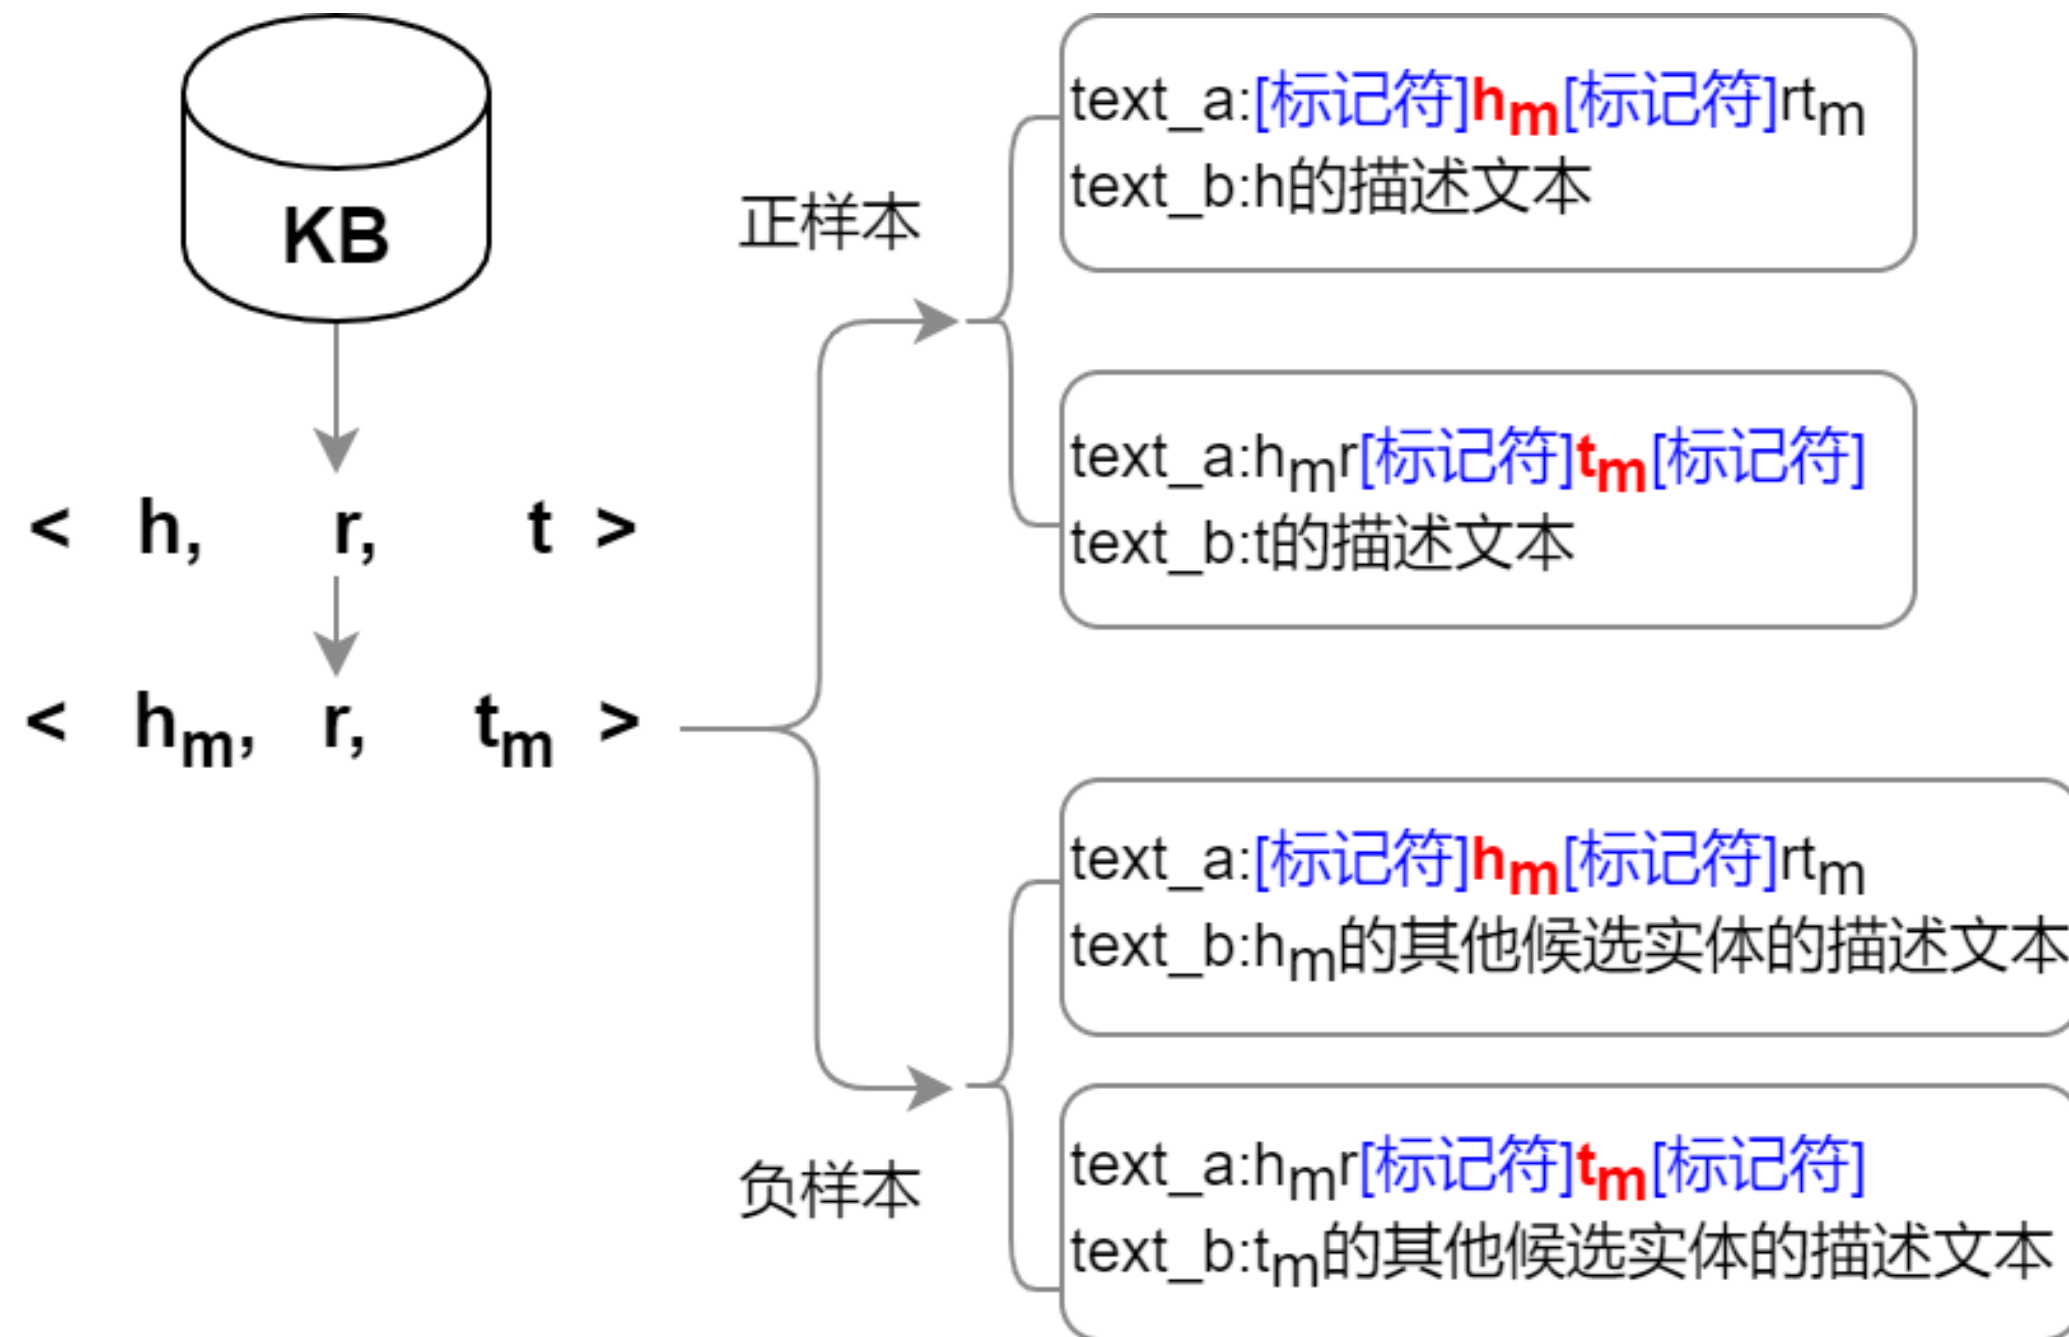 KB
< h, r, t >
< hm, r, tm >
正样本
text_a:[标记符]hm[标记符]rtm
text_b:h的描述文本
text_a:hmr[标记符]tm[标记符]
text_b:t的描述文本
负样本
text_a:[标记符]hm[标记符]rtm
text_b:hm的其他候选实体的描述文本
text_a:hmr[标记符]tm[标记符]
text_b:tm的其他候选实体的描述文本